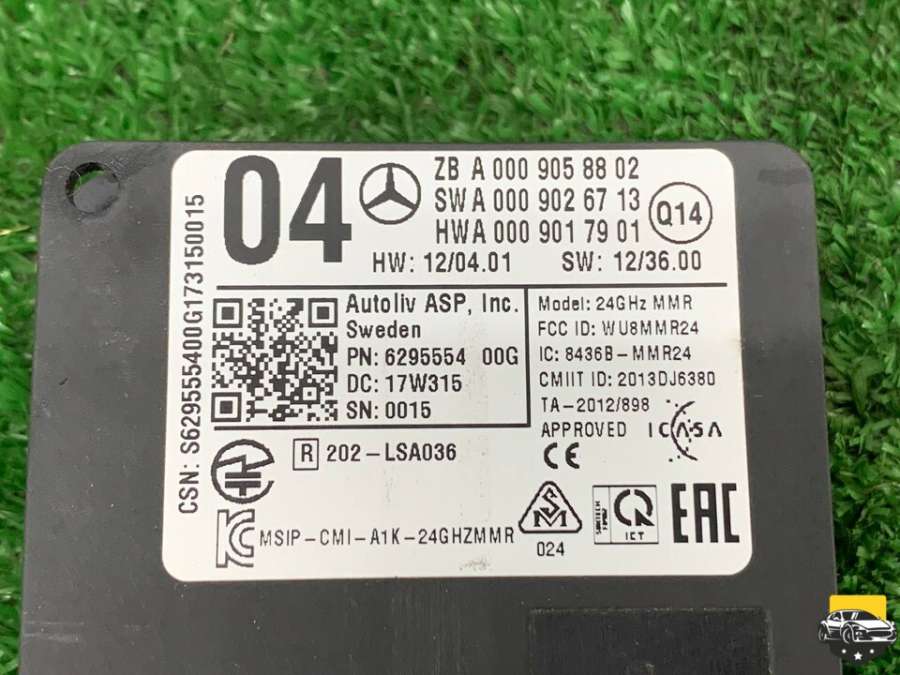 04
ZB A 000 905 88 02
SW A 000 902 67 13
HW A 000 901 79 01
Q14
HW: 12/04.01 SW: 12/36.00
CSN: S629555400G173150015
Autoliv ASP, Inc.
Sweden
PN: 6295554 00G
DC: 17W315
SN: 0015
Model: 24GHz MMR
FCC ID: WU8MMR24
IC: 8436B-MMR24
CMIIT ID: 2013DJ6380
TA-2012/898
APPROVED ICASA
R 202-LSA036
CE
MSIP-CMI-A1K-24GHZMMR
SM
024
ICT
EAC